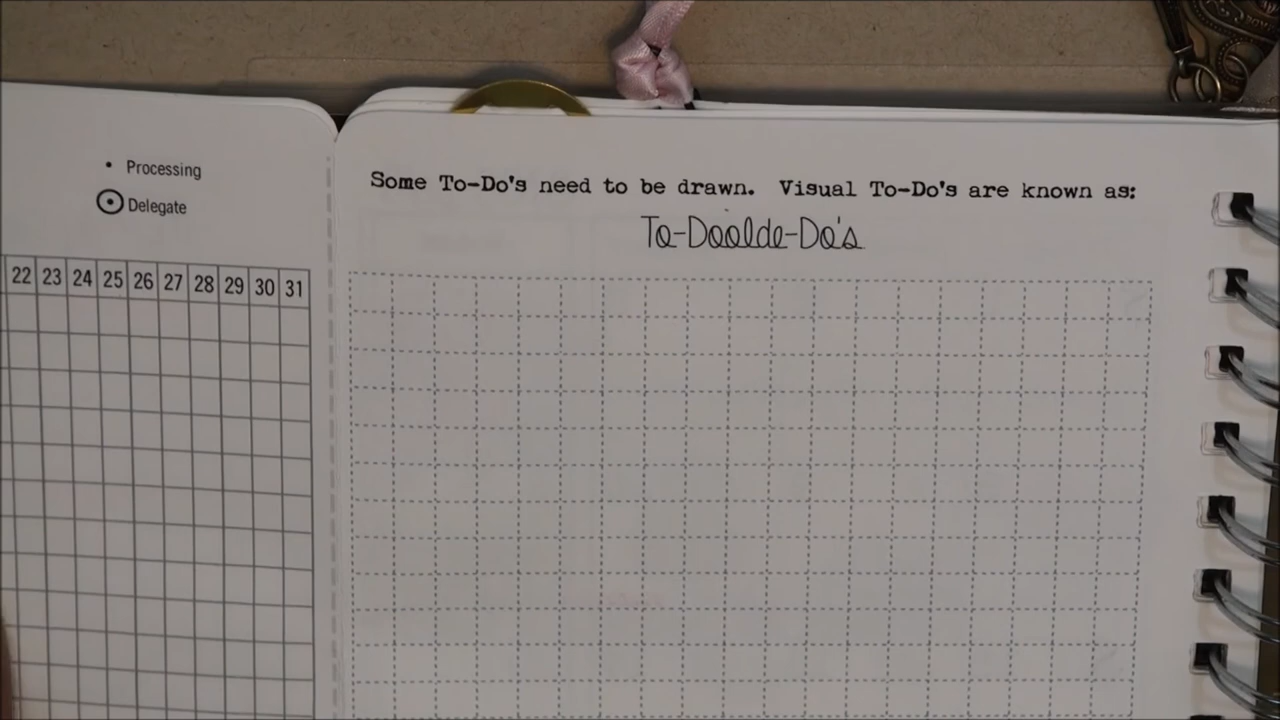 • Processing
Delegate
22 23 24 25 26 27 28 29 30 31
Some To-Do's need to be drawn. Visual To-Do's are known as:
To-Doolde-Do's